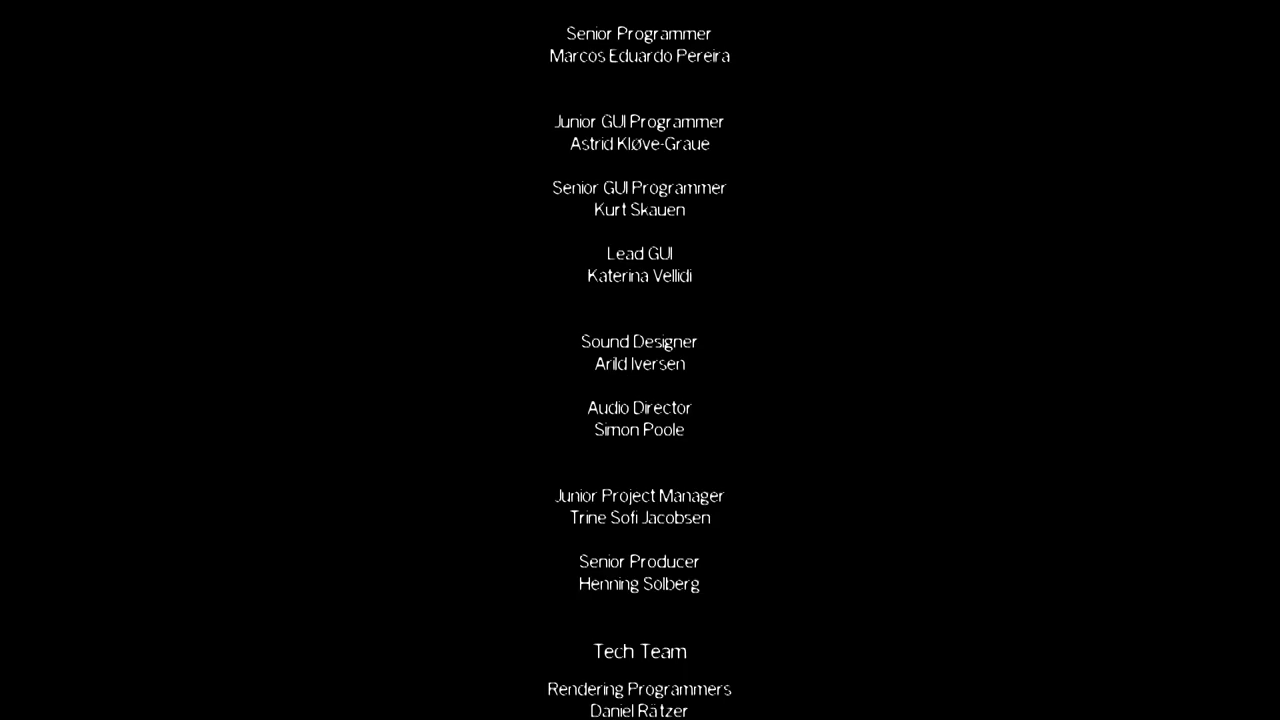 Senior Programmer
Marcos Eduardo Pereira
Junior GUI Programmer
Astrid Kløve-Graue
Senior GUI Programmer
Kurt Skauen
Lead GUI
Katerina Vellidi
Sound Designer
Arild Iversen
Audio Director
Simon Poole
Junior Project Manager
Trine Sofi Jacobsen
Senior Producer
Henning Solberg
Tech Team
Rendering Programmers
Daniel Rätzer